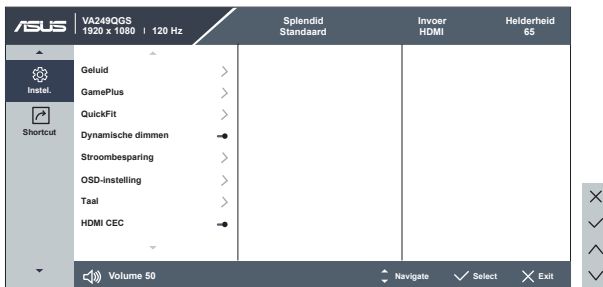 ASUS
VA249QGS
1920 x 1080 | 120 Hz
Splendid
Standaard
Invoer
HDMI
Helderheid
65
Instel.
Shortcut
Geluid
GamePlus
QuickFit
Dynamische dimmen
Stroombesparing
OSD-instelling
Taal
HDMI CEC
Volume 50
Navigate
Select
Exit